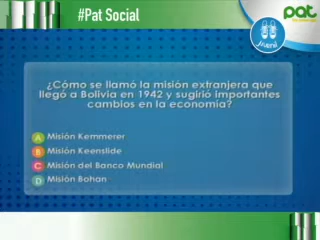 #Pat Social
pat
Menú
¿Cómo se llamó la misión extranjera que
llegó a Bolivia en 1942 y sugirió importantes
cambios en la economía?
A Misión Kemmerer
B Misión Keenslide
C Misión del Banco Mundial
D Misión Bohan